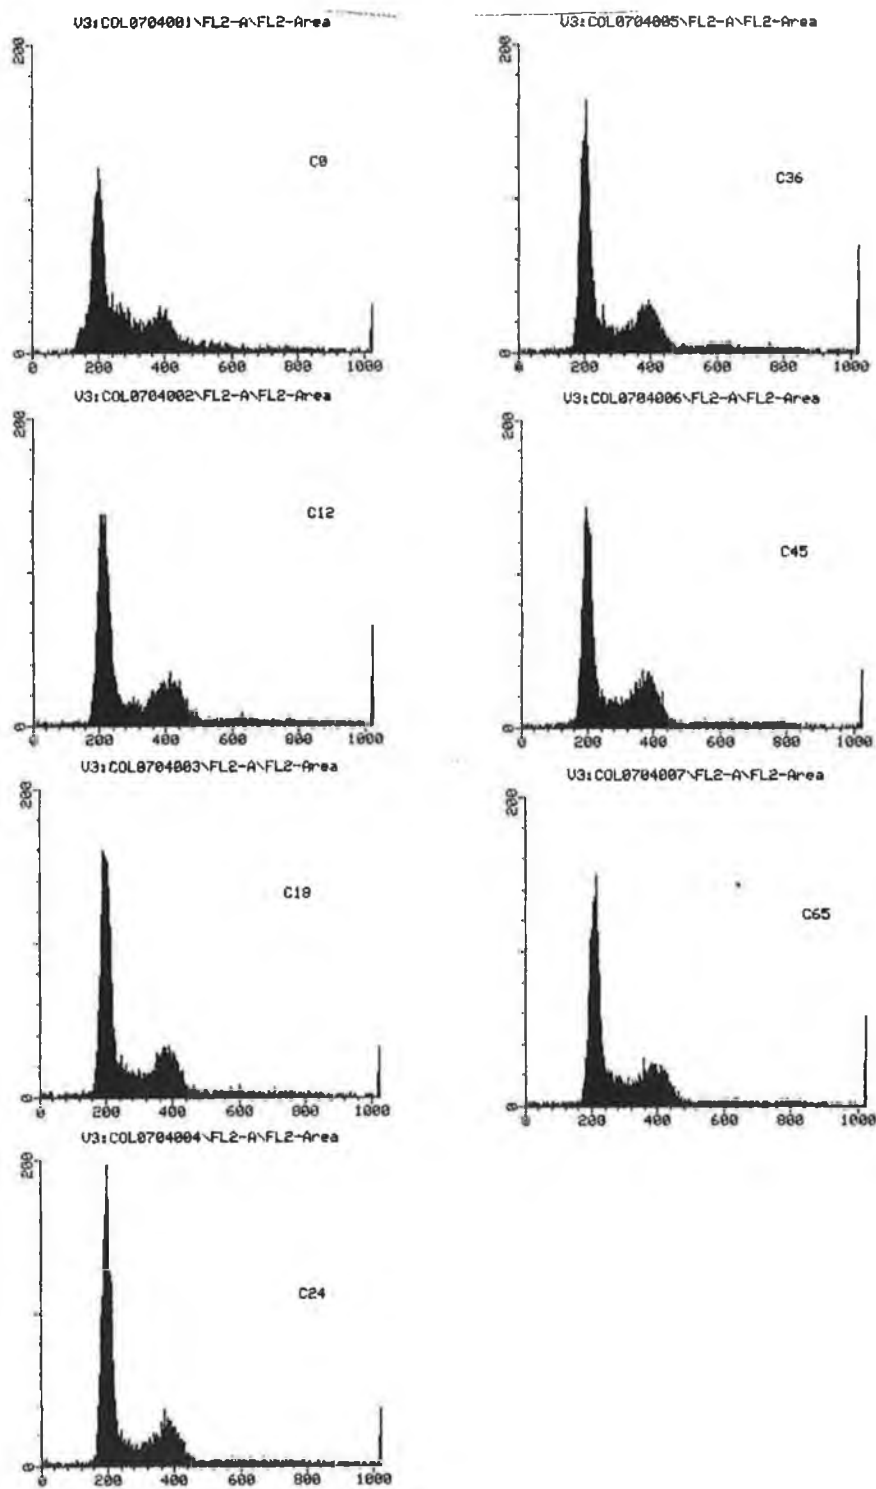 V3:COL0704001\FL2-A\FL2-Area
200
C0
0
0 200 400 600 800 1000
V3:COL0704002\FL2-A\FL2-Area
200
C12
0
0 200 400 600 800 1000
V3:COL0704003\FL2-A\FL2-Area
200
C18
0
0 200 400 600 800 1000
V3:COL0704004\FL2-A\FL2-Area
200
C24
0
0 200 400 600 800 1000
V3:COL0704005\FL2-A\FL2-Area
200
C36
0
0 200 400 600 800 1000
V3:COL0704006\FL2-A\FL2-Area
200
C45
0
0 200 400 600 800 1000
V3:COL0704007\FL2-A\FL2-Area
200
C65
0
0 200 400 600 800 1000